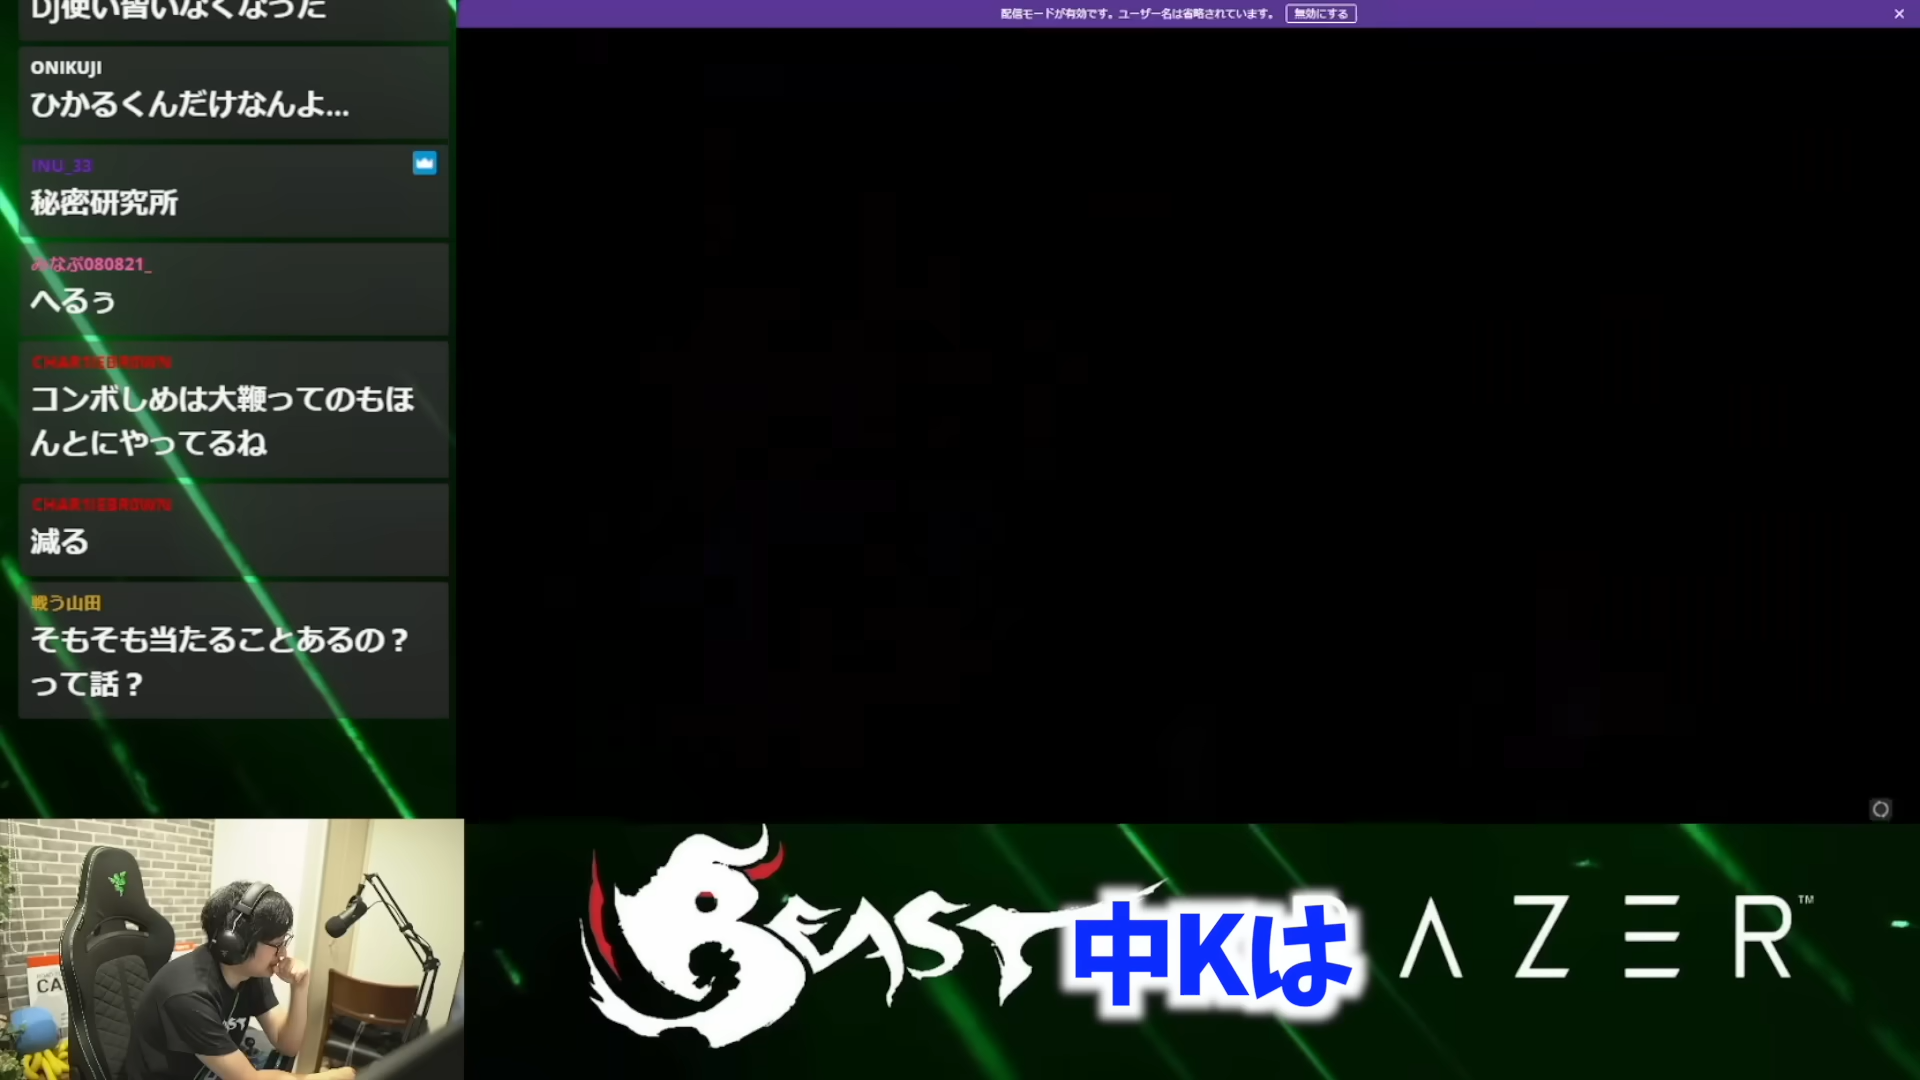 DJ使い習いなくなった
ONIKUJI
ひかるくんだけなんよ...
INU_33
秘密研究所
みなぷ080821_
へるぅ
CHARLIEBROWN
コンボしめは大鞭ってのもほ
んとにやってるね
CHARLIEBROWN
減る
戦う山田
そもそも当たることあるの？
って話？
配信モードが有効です。ユーザー名は省略されています。 無効にする
BEAST
中Kは
AZER™
CA